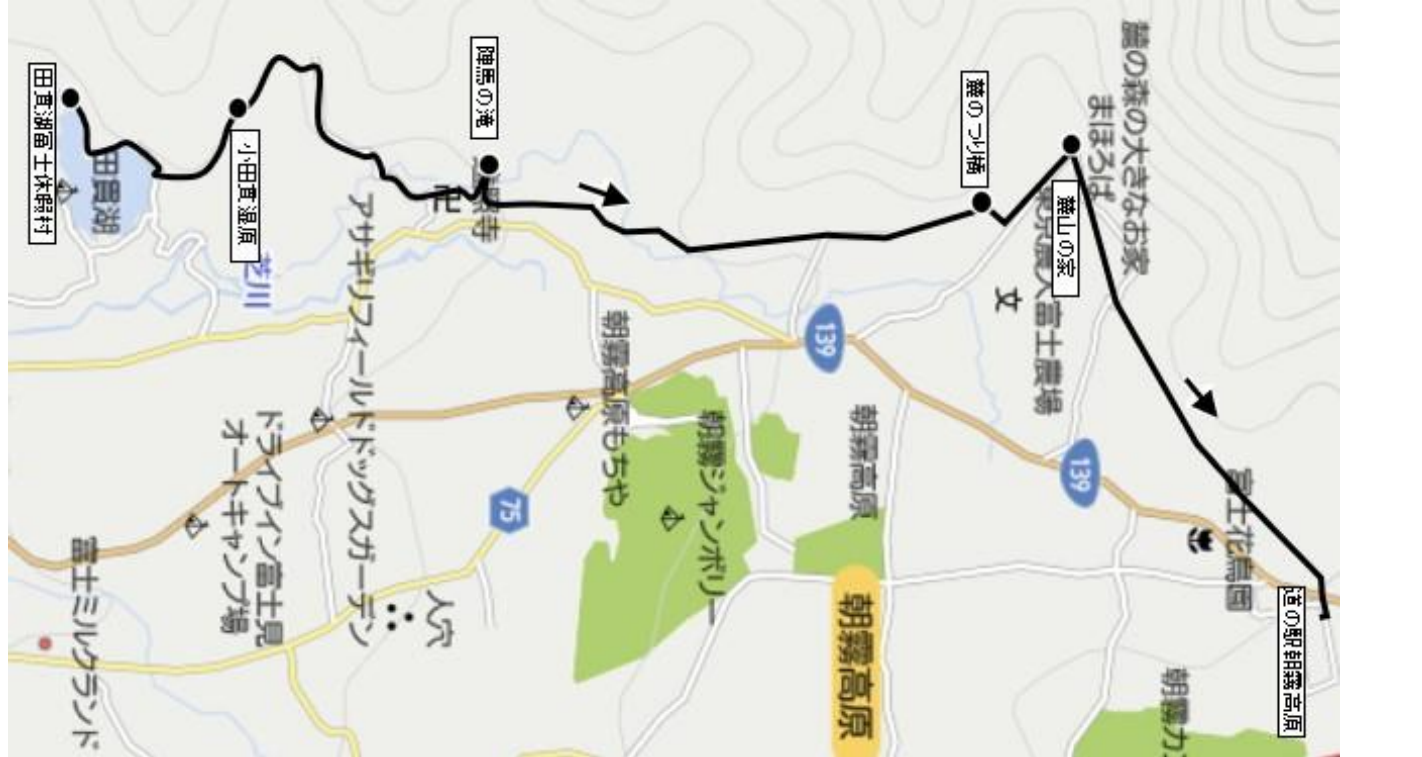 麓の森の大きなお家
まほろば
麓山の家
麓のつり橋
陣馬の滝
小田貫湿原
田貫湖富士休暇村
田貫湖
芝川
卍
文
東京農大富士農場
139
139
75
アサギリフィールドドッグスガーデン
朝霧高原もちや
朝霧ジャンボリー
朝霧高原
富士花鳥園
道の駅朝霧高原
ドライブイン富士見
オートキャンプ場
人穴
朝霧高原
富士ミルクランド
朝霧カ